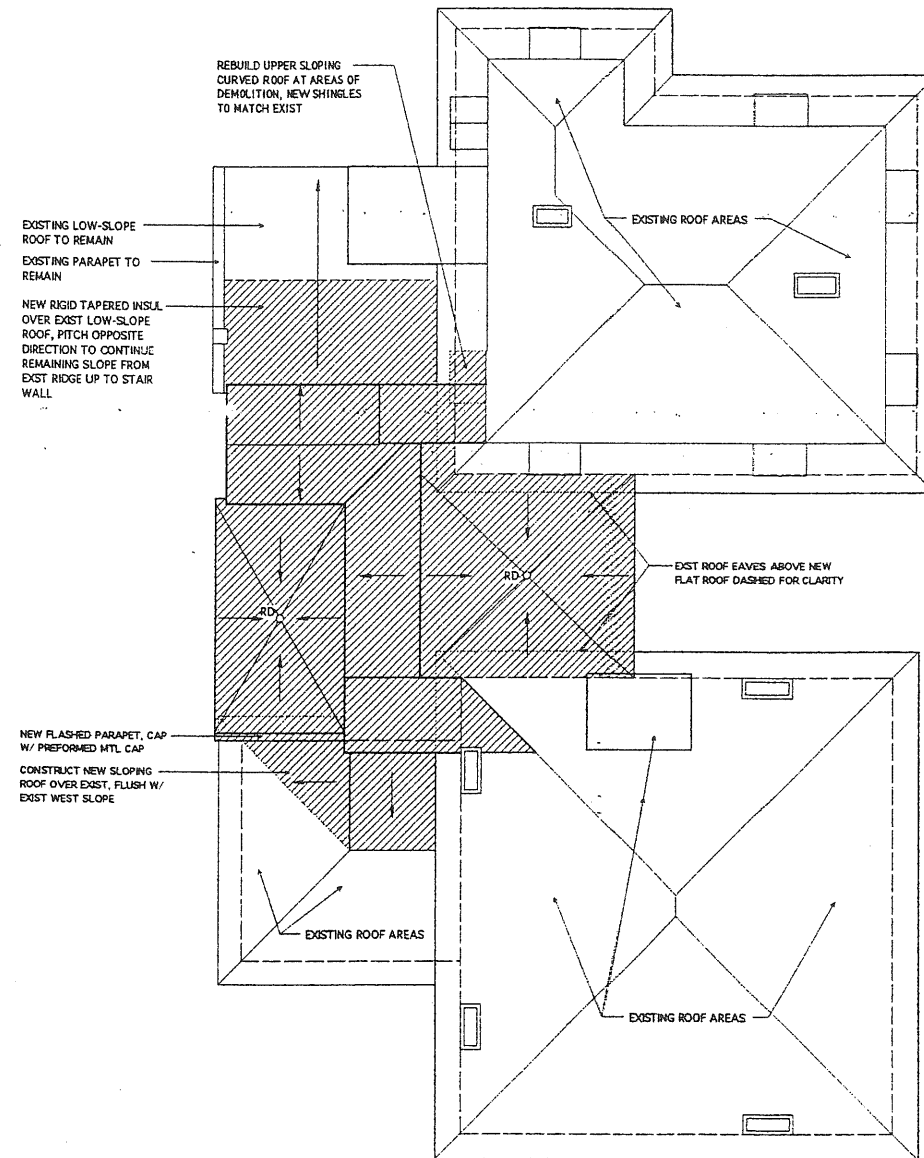 REBUILD UPPER SLOPING
CURVED ROOF AT AREAS OF
DEMOLITION, NEW SHINGLES
TO MATCH EXIST
EXISTING LOW-SLOPE
ROOF TO REMAIN
EXISTING PARAPET TO
REMAIN
NEW RIGID TAPERED INSUL
OVER EXIST LOW-SLOPE
ROOF, PITCH OPPOSITE
DIRECTION TO CONTINUE
REMAINING SLOPE FROM
EXST RIDGE UP TO STAIR
WALL
EXISTING ROOF AREAS
EXIST ROOF EAVES ABOVE NEW
FLAT ROOF DASHED FOR CLARITY
RD
RD
NEW FLASHED PARAPET, CAP
W/ PREFORMED MTL CAP
CONSTRUCT NEW SLOPING
ROOF OVER EXIST, FLUSH W/
EXIST WEST SLOPE
EXISTING ROOF AREAS
EXISTING ROOF AREAS